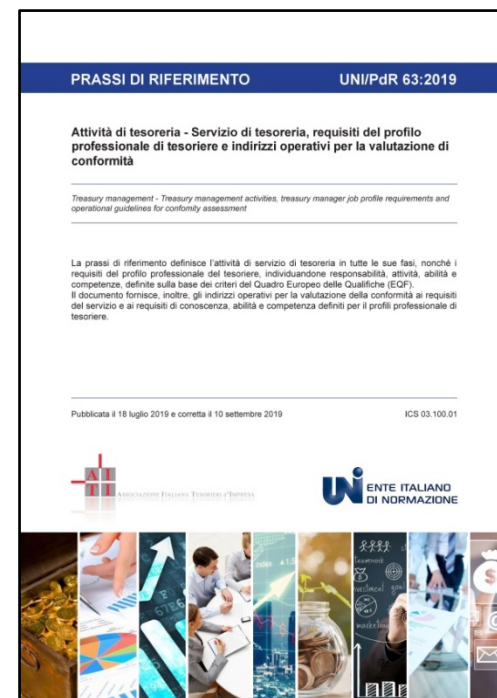 PRASSI DI RIFERIMENTO UNI/PdR 63:2019
Attività di tesoreria - Servizio di tesoreria, requisiti del profilo
professionale di tesoriere e indirizzi operativi per la valutazione di
conformità
Treasury management - Treasury management activities, treasury manager job profile requirements and
operational guidelines for confomity assessment
La prassi di riferimento definisce l'attività di servizio di tesoreria in tutte le sue fasi, nonché i
requisiti del profilo professionale del tesoriere, individuandone responsabilità, attività, abilità e
competenze, definite sulla base dei criteri del Quadro Europeo delle Qualifiche (EQF).
Il documento fornisce, inoltre, gli indirizzi operativi per la valutazione della conformità ai requisiti
del servizio e ai requisiti di conoscenza, abilità e competenza definiti per il profili professionale di
tesoriere.
Pubblicata il 18 luglio 2019 e corretta il 10 settembre 2019 ICS 03.100.01
AITI
ASSOCIAZIONE ITALIANA TESORIERI D'IMPRESA
UNI ENTE ITALIANO
DI NORMAZIONE
teamwork
investment goal
marketing